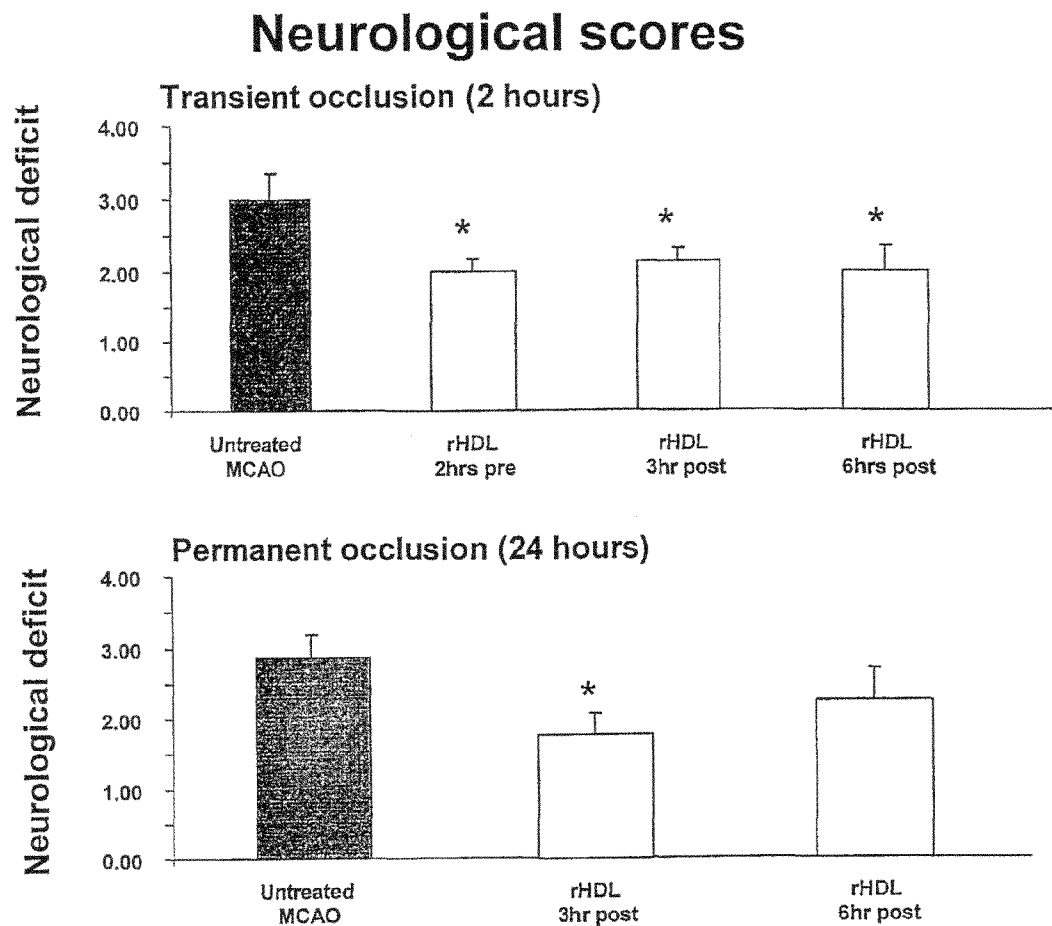 Neurological scores
Transient occlusion (2 hours)
Neurological deficit
4.00
3.00
2.00
1.00
0.00
*
*
*
Untreated
MCAO
rHDL
2hrs pre
rHDL
3hr post
rHDL
6hrs post
Permanent occlusion (24 hours)
Neurological deficit
4.00
3.00
2.00
1.00
0.00
*
Untreated
MCAO
rHDL
3hr post
rHDL
6hr post